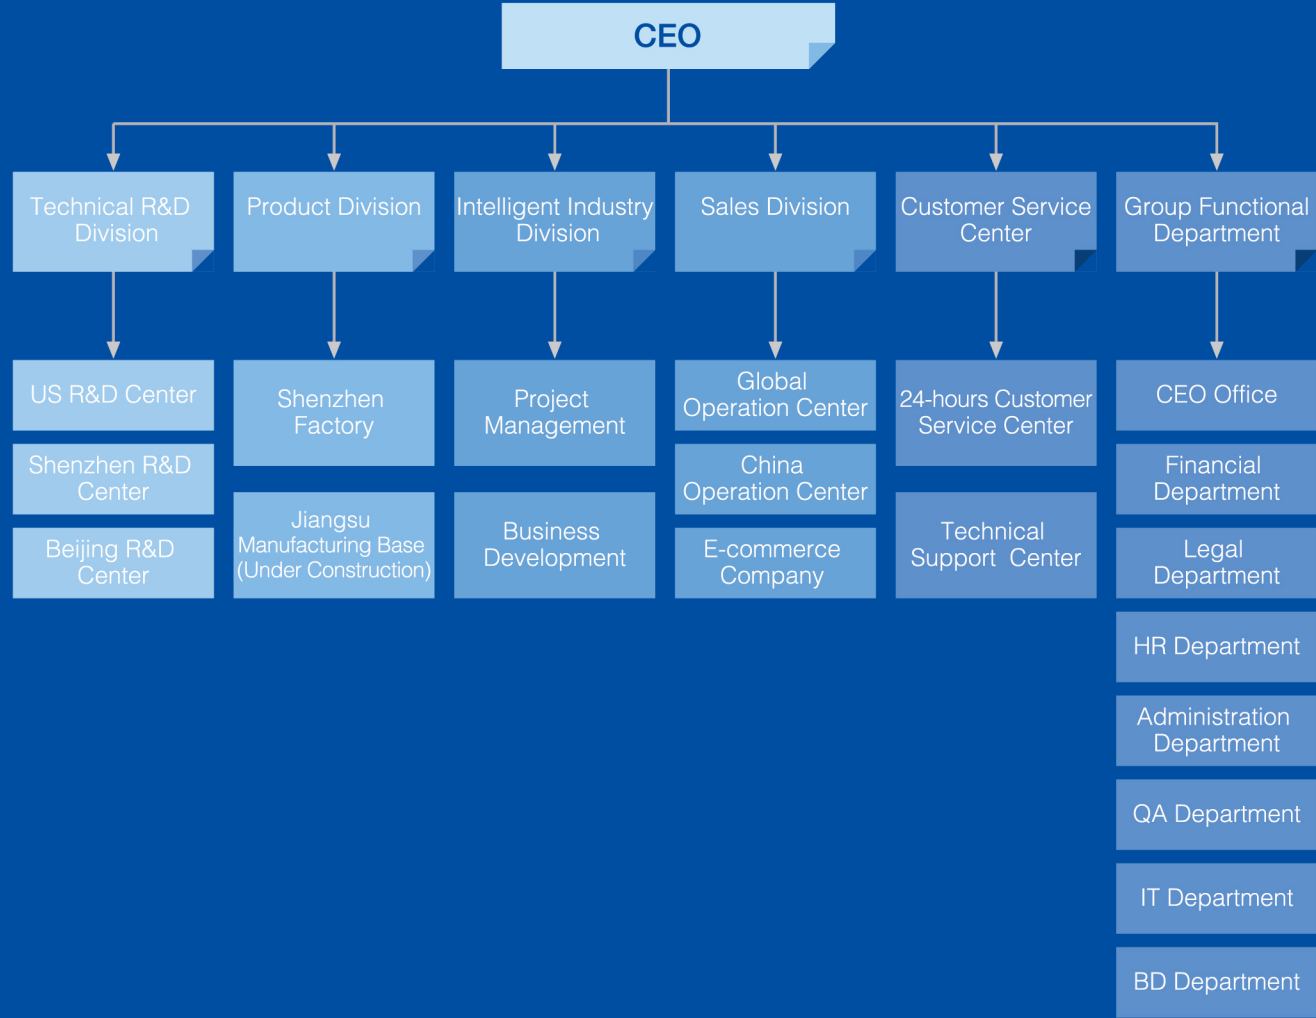 CEO
Technical R&D
Division
Product Division
Intelligent Industry
Division
Sales Division
Customer Service
Center
Group Functional
Department
US R&D Center
Shenzhen R&D
Center
Beijing R&D
Center
Shenzhen
Factory
Jiangsu
Manufacturing Base
(Under Construction)
Project
Management
Business
Development
Global
Operation Center
China
Operation Center
E-commerce
Company
24-hours Customer
Service Center
Technical
Support Center
CEO Office
Financial
Department
Legal
Department
HR Department
Administration
Department
QA Department
IT Department
BD Department